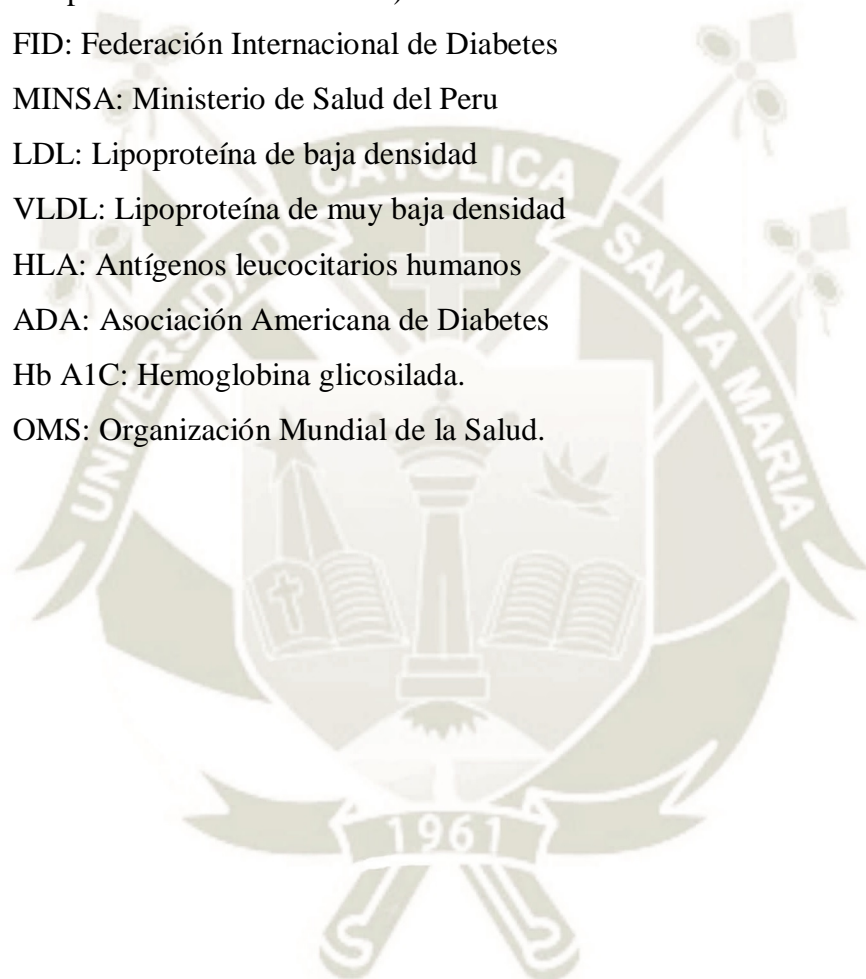 FID: Federación Internacional de Diabetes
MINSA: Ministerio de Salud del Peru
LDL: Lipoproteína de baja densidad
VLDL: Lipoproteína de muy baja densidad
HLA: Antígenos leucocitarios humanos
ADA: Asociación Americana de Diabetes
Hb A1C: Hemoglobina glicosilada.
OMS: Organización Mundial de la Salud.
UNIVERSIDAD CATOLICA SANTA MARIA
1961